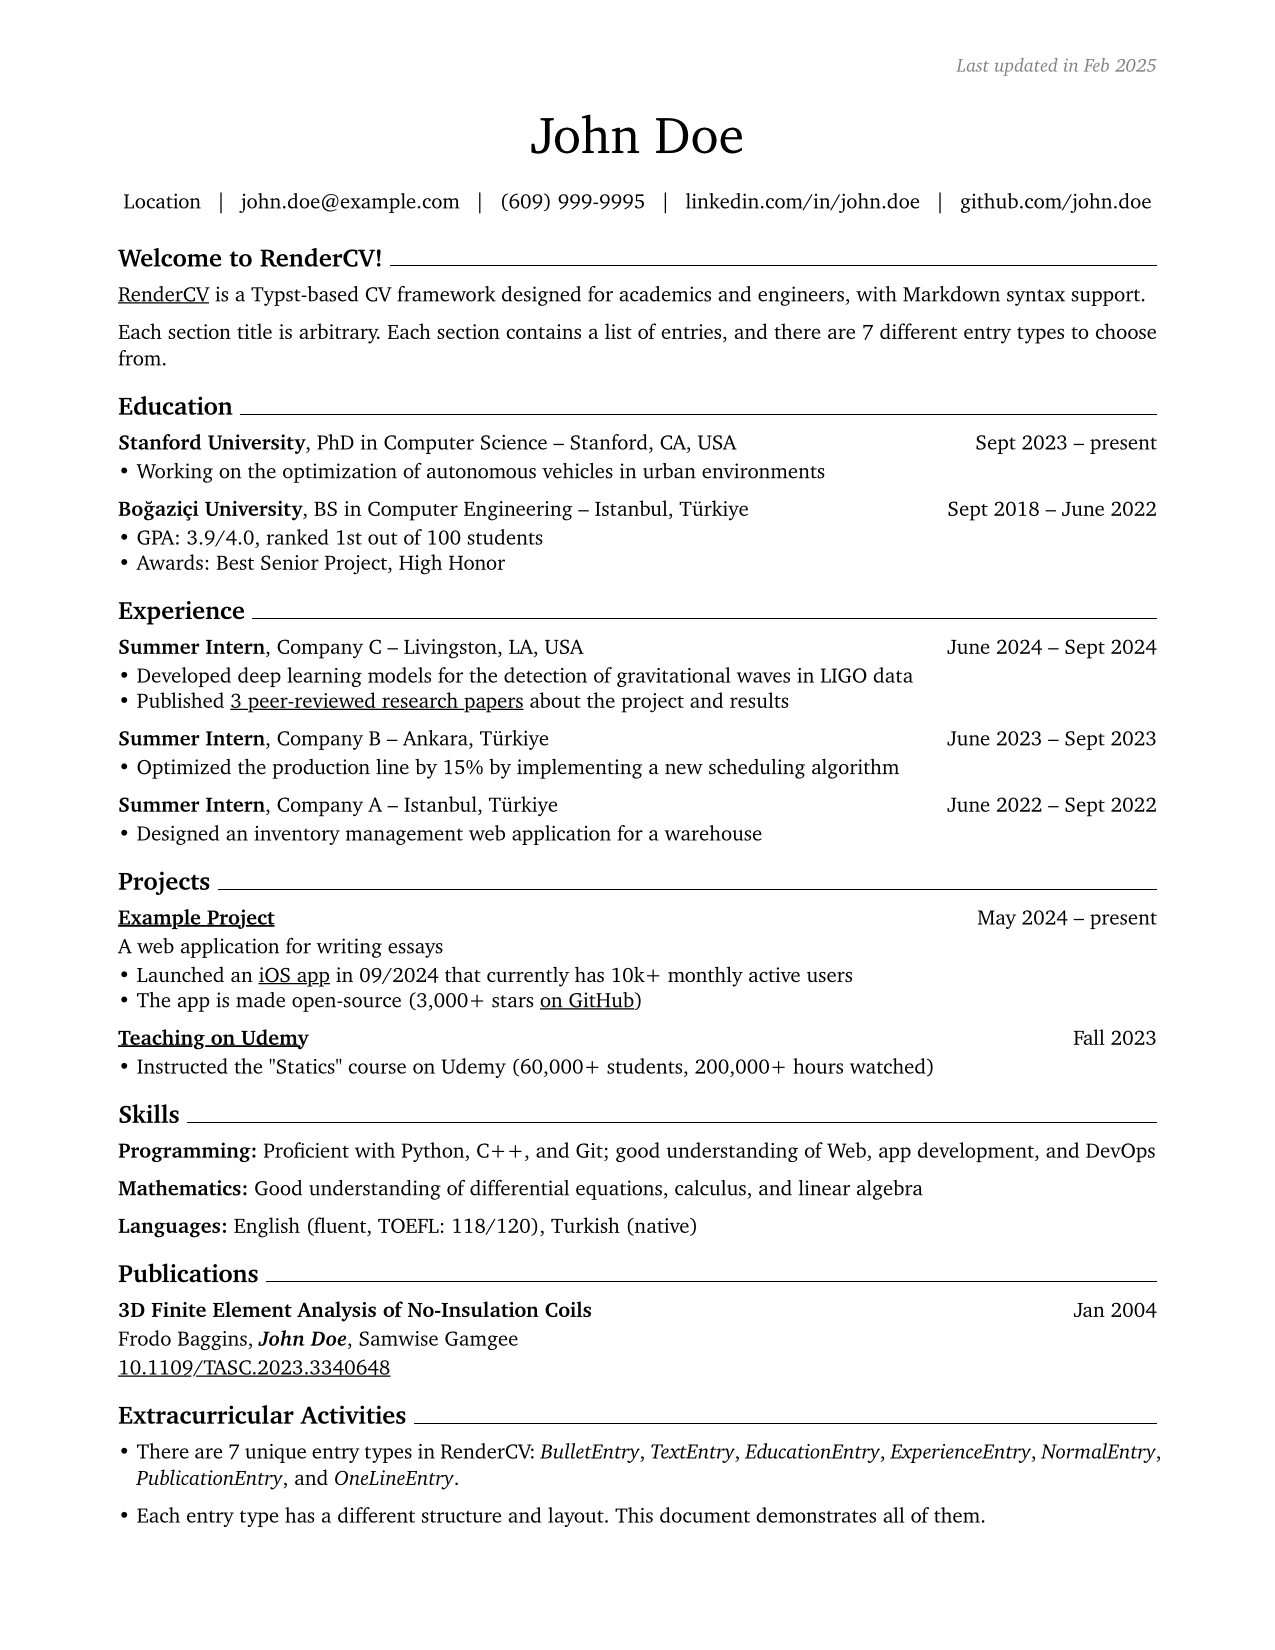 Last updated in Feb 2025
John Doe
Location | john.doe@example.com | (609) 999-9995 | linkedin.com/in/john.doe | github.com/john.doe
Welcome to RenderCV!
RenderCV is a Typst-based CV framework designed for academics and engineers, with Markdown syntax support.
Each section title is arbitrary. Each section contains a list of entries, and there are 7 different entry types to choose
from.
Education
Stanford University, PhD in Computer Science – Stanford, CA, USA Sept 2023 – present
• Working on the optimization of autonomous vehicles in urban environments
Boğaziçi University, BS in Computer Engineering – Istanbul, Türkiye Sept 2018 – June 2022
• GPA: 3.9/4.0, ranked 1st out of 100 students
• Awards: Best Senior Project, High Honor
Experience
Summer Intern, Company C – Livingston, LA, USA June 2024 – Sept 2024
• Developed deep learning models for the detection of gravitational waves in LIGO data
• Published 3 peer-reviewed research papers about the project and results
Summer Intern, Company B – Ankara, Türkiye June 2023 – Sept 2023
• Optimized the production line by 15% by implementing a new scheduling algorithm
Summer Intern, Company A – Istanbul, Türkiye June 2022 – Sept 2022
• Designed an inventory management web application for a warehouse
Projects
Example Project May 2024 – present
A web application for writing essays
• Launched an iOS app in 09/2024 that currently has 10k+ monthly active users
• The app is made open-source (3,000+ stars on GitHub)
Teaching on Udemy Fall 2023
• Instructed the "Statics" course on Udemy (60,000+ students, 200,000+ hours watched)
Skills
Programming: Proficient with Python, C++, and Git; good understanding of Web, app development, and DevOps
Mathematics: Good understanding of differential equations, calculus, and linear algebra
Languages: English (fluent, TOEFL: 118/120), Turkish (native)
Publications
3D Finite Element Analysis of No-Insulation Coils Jan 2004
Frodo Baggins, John Doe, Samwise Gamgee
10.1109/TASC.2023.3340648
Extracurricular Activities
• There are 7 unique entry types in RenderCV: BulletEntry, TextEntry, EducationEntry, ExperienceEntry, NormalEntry,
PublicationEntry, and OneLineEntry.
• Each entry type has a different structure and layout. This document demonstrates all of them.